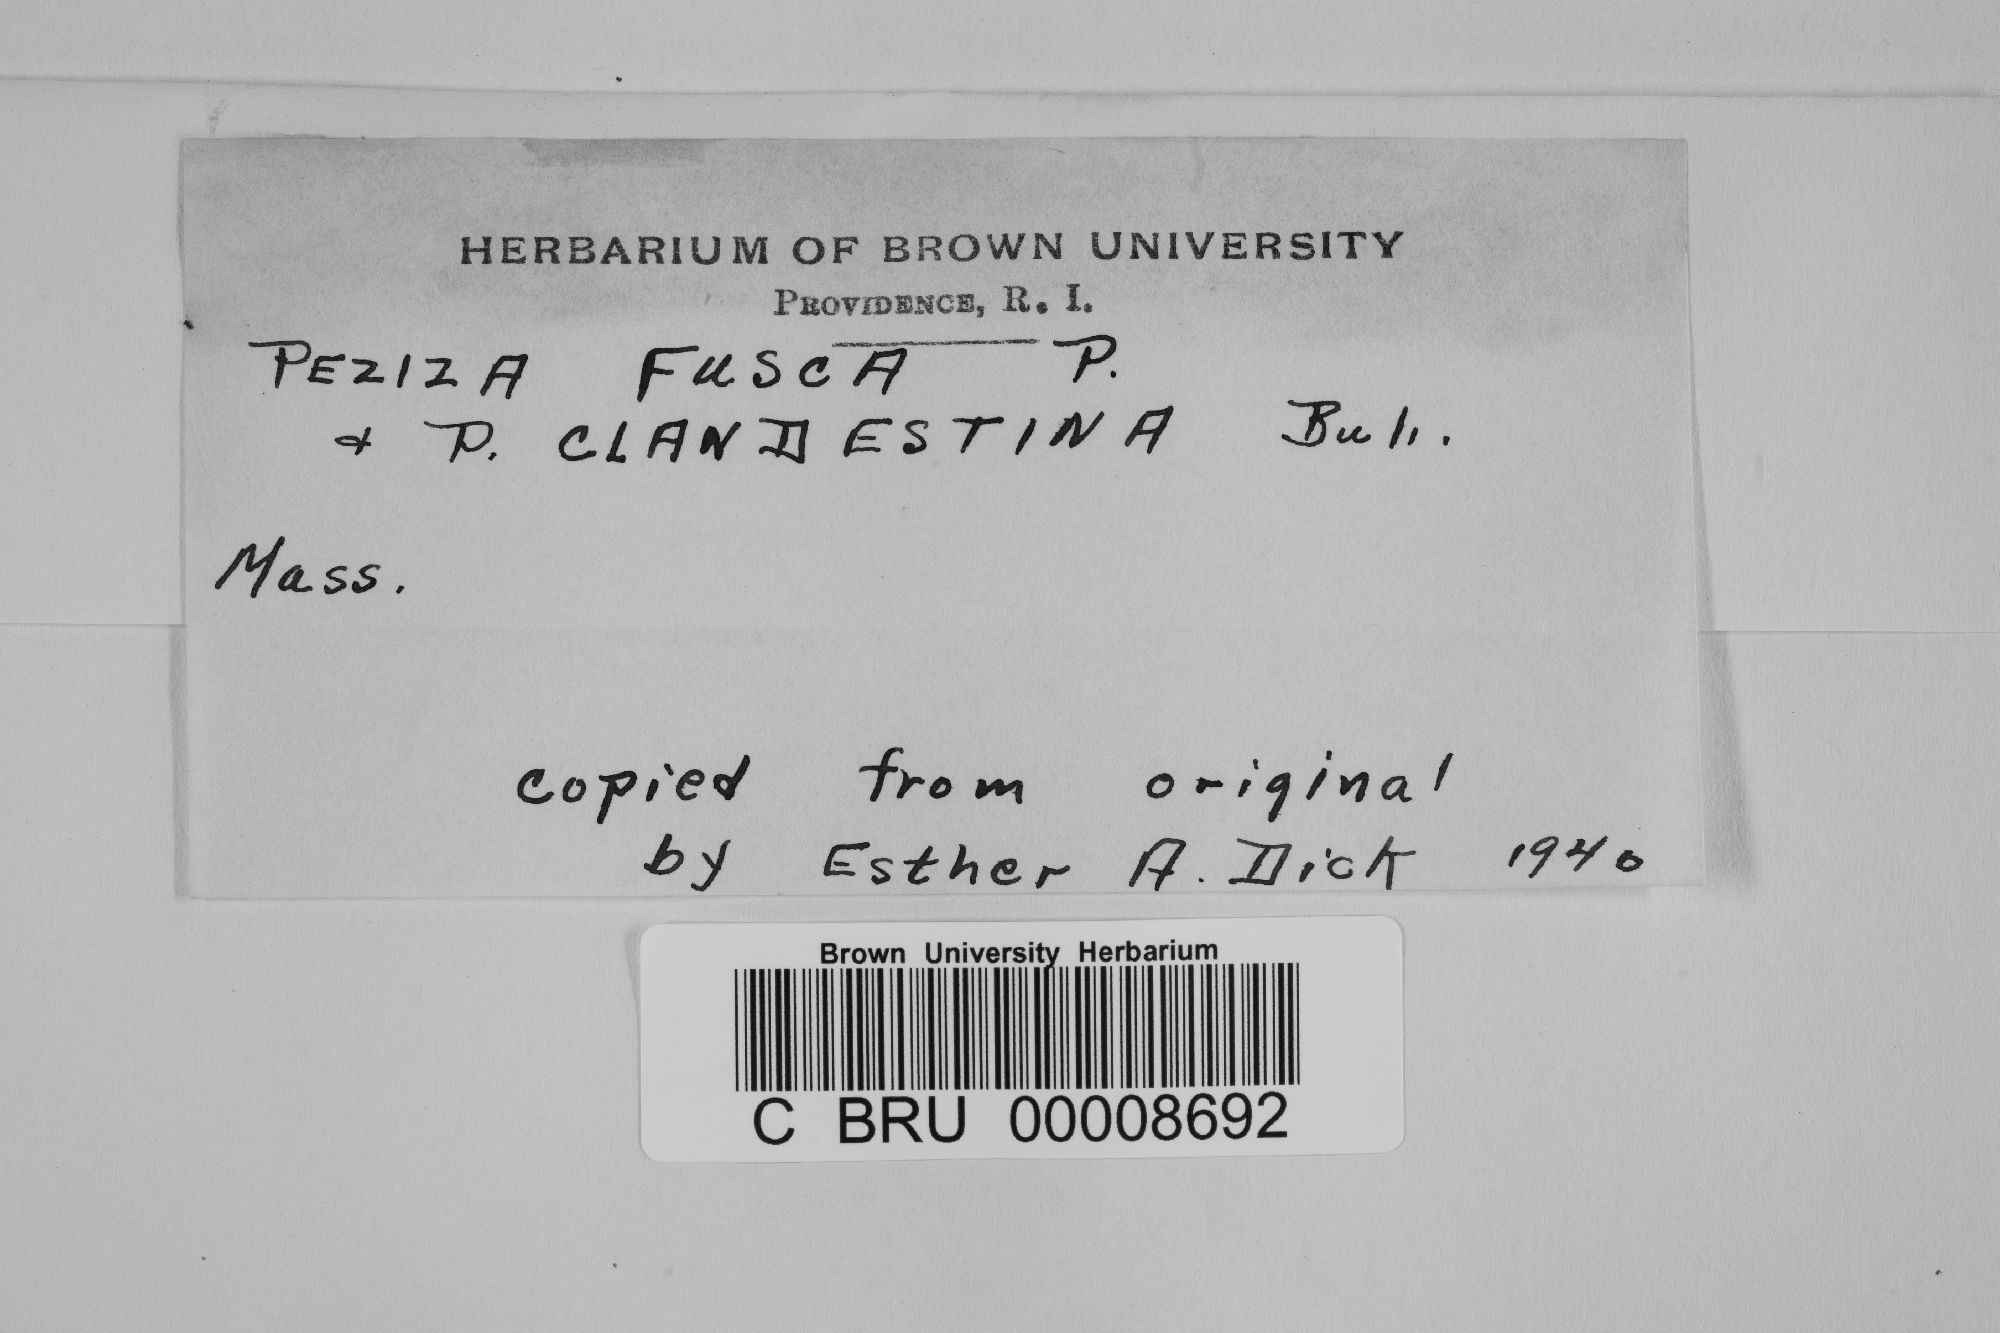 HERBARIUM OF BROWN UNIVERSITY
PROVIDENCE, R. I.
PEZIZA FUSCA P.
& P. CLANDESTINA Bull.
Mass.
copied from original
by Esther A. Dick 1940
Brown University Herbarium
C BRU 00008692